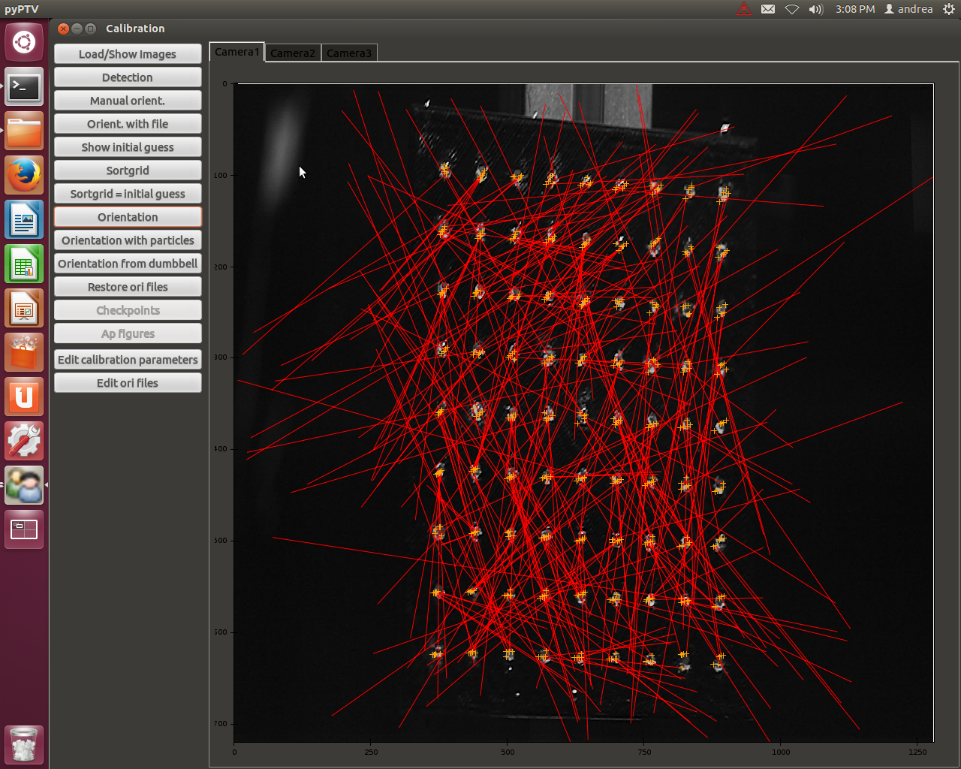 pyPTV
3:08 PM
andrea
Calibration
Load/Show Images
Detection
Manual orient.
Orient. with file
Show initial guess
Sortgrid
Sortgrid = initial guess
Orientation
Orientation with particles
Orientation from dumbbell
Restore ori files
Checkpoints
Ap figures
Edit calibration parameters
Edit ori files
Camera1 Camera2 Camera3
0
100
200
300
400
500
600
700
0 250 500 750 1000 1250